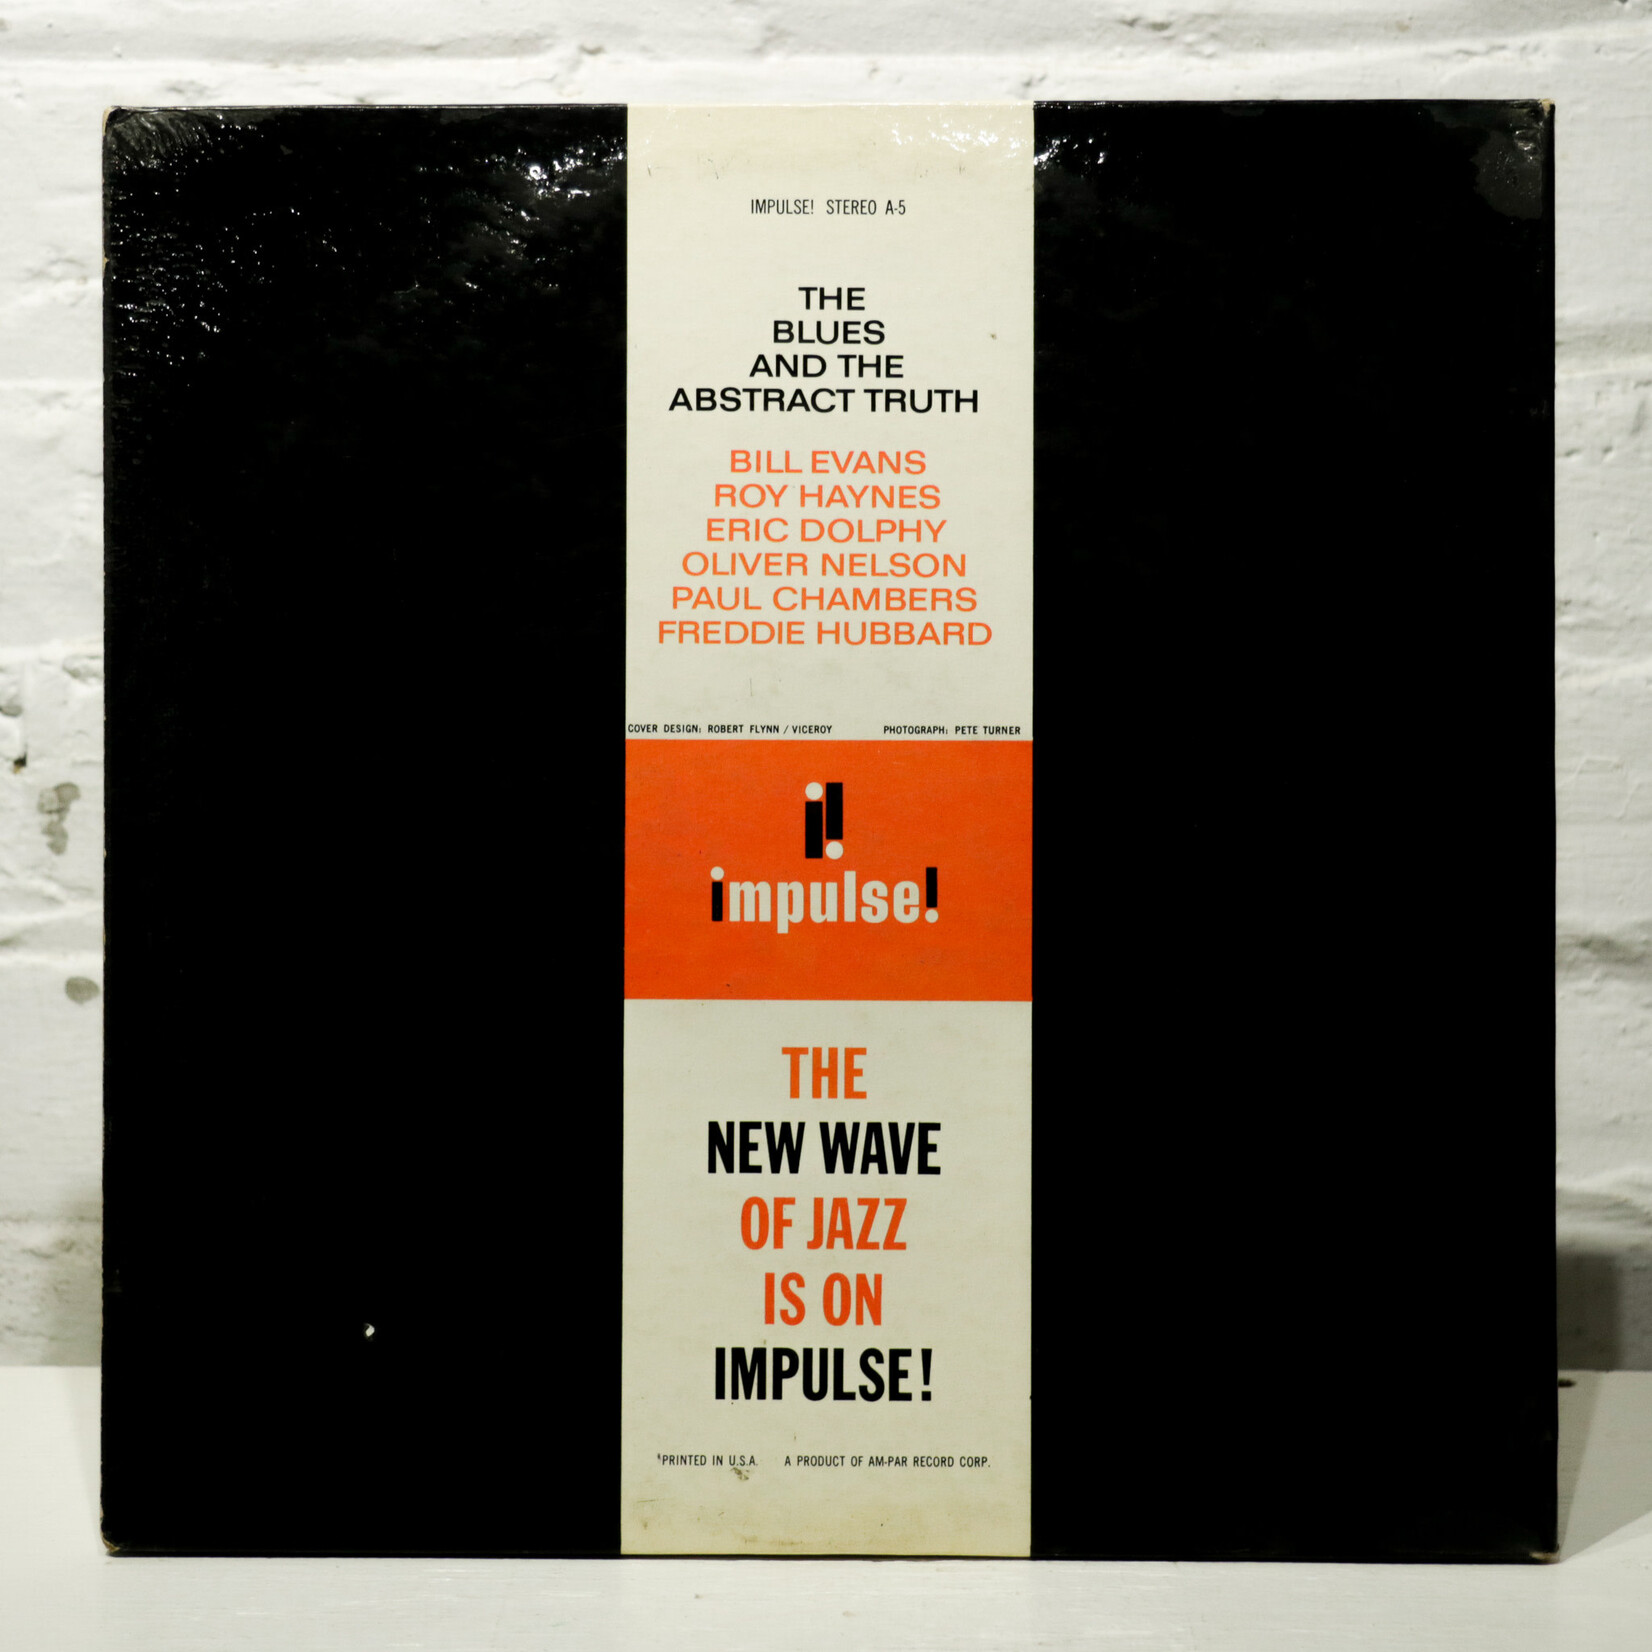 IMPULSE! STEREO A-5
THE
BLUES
AND THE
ABSTRACT TRUTH
BILL EVANS
ROY HAYNES
ERIC DOLPHY
OLIVER NELSON
PAUL CHAMBERS
FREDDIE HUBBARD
COVER DESIGN: ROBERT FLYNN / VICEROY PHOTOGRAPH: PETE TURNER
i!
impulse!
THE
NEW WAVE
OF JAZZ
IS ON
IMPULSE!
PRINTED IN U.S.A. A PRODUCT OF AM-PAR RECORD CORP.